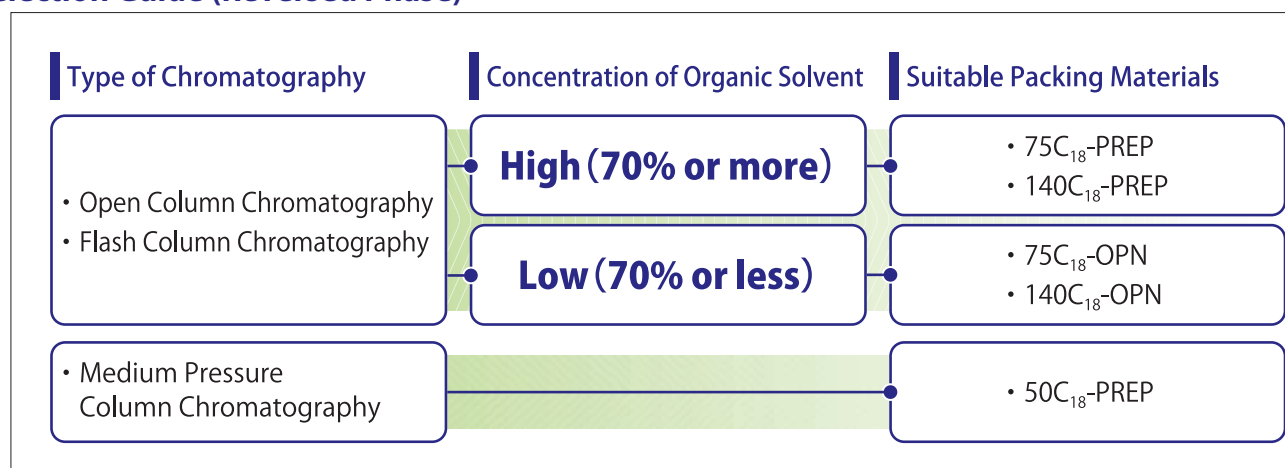 Type of Chromatography
Concentration of Organic Solvent
Suitable Packing Materials
・Open Column Chromatography
・Flash Column Chromatography
High (70% or more)
・75C₁₈-PREP
・140C₁₈-PREP
Low (70% or less)
・75C₁₈-OPN
・140C₁₈-OPN
・Medium Pressure
Column Chromatography
・50C₁₈-PREP